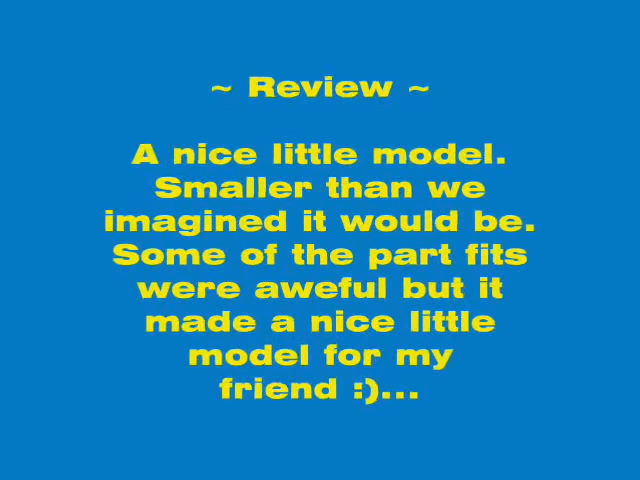 ~ Review ~
A nice little model.
Smaller than we
imagined it would be.
Some of the part fits
were aweful but it
made a nice little
model for my
friend :)...